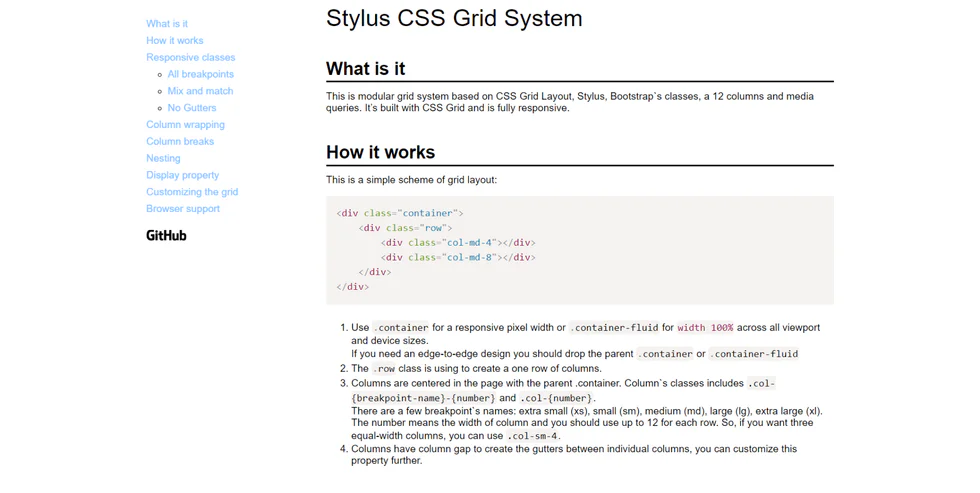 What is it
How it works
Responsive classes
All breakpoints
Mix and match
No Gutters
Column wrapping
Column breaks
Nesting
Display property
Customizing the grid
Browser support
GitHub
Stylus CSS Grid System
What is it
This is modular grid system based on CSS Grid Layout, Stylus, Bootstrap`s classes, a 12 columns and media
queries. It's built with CSS Grid and is fully responsive.
How it works
This is a simple scheme of grid layout:
<div class="container">
<div class="row">
<div class="col-md-4"></div>
<div class="col-md-8"></div>
</div>
</div>
1. Use .container for a responsive pixel width or .container-fluid for width 100% across all viewport
and device sizes.
If you need an edge-to-edge design you should drop the parent .container or .container-fluid
2. The .row class is using to create a one row of columns.
3. Columns are centered in the page with the parent .container. Column`s classes includes .col-
{breakpoint-name}-{number} and .col-{number}.
There are a few breakpoint`s names: extra small (xs), small (sm), medium (md), large (lg), extra large (xl).
The number means the width of column and you should use up to 12 for each row. So, if you want three
equal-width columns, you can use .col-sm-4.
4. Columns have column gap to create the gutters between individual columns, you can customize this
property further.